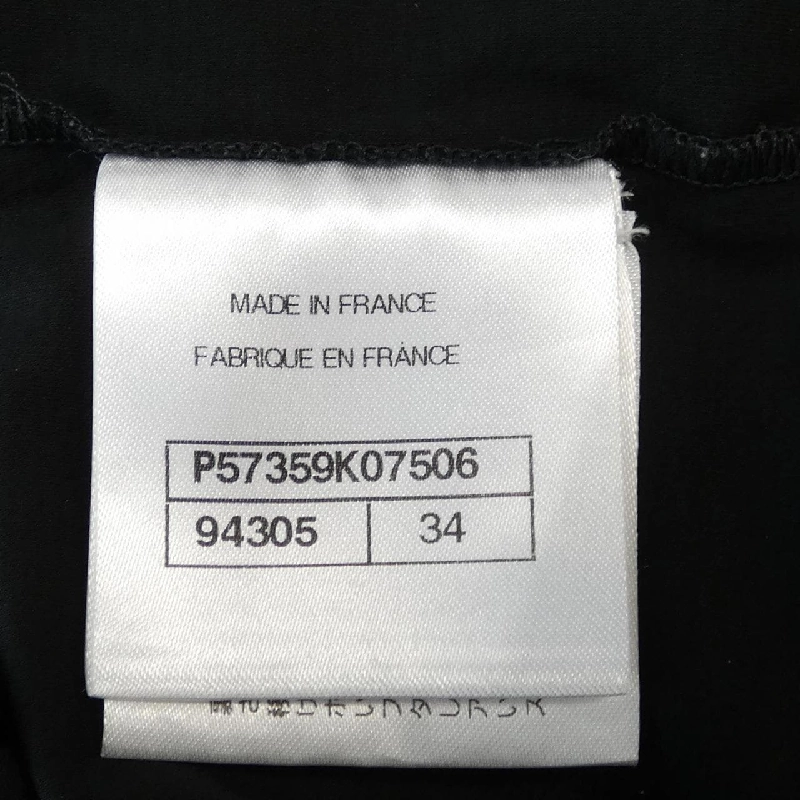 MADE IN FRANCE
FABRIQUE EN FRANCE
P57359K07506
94305 34